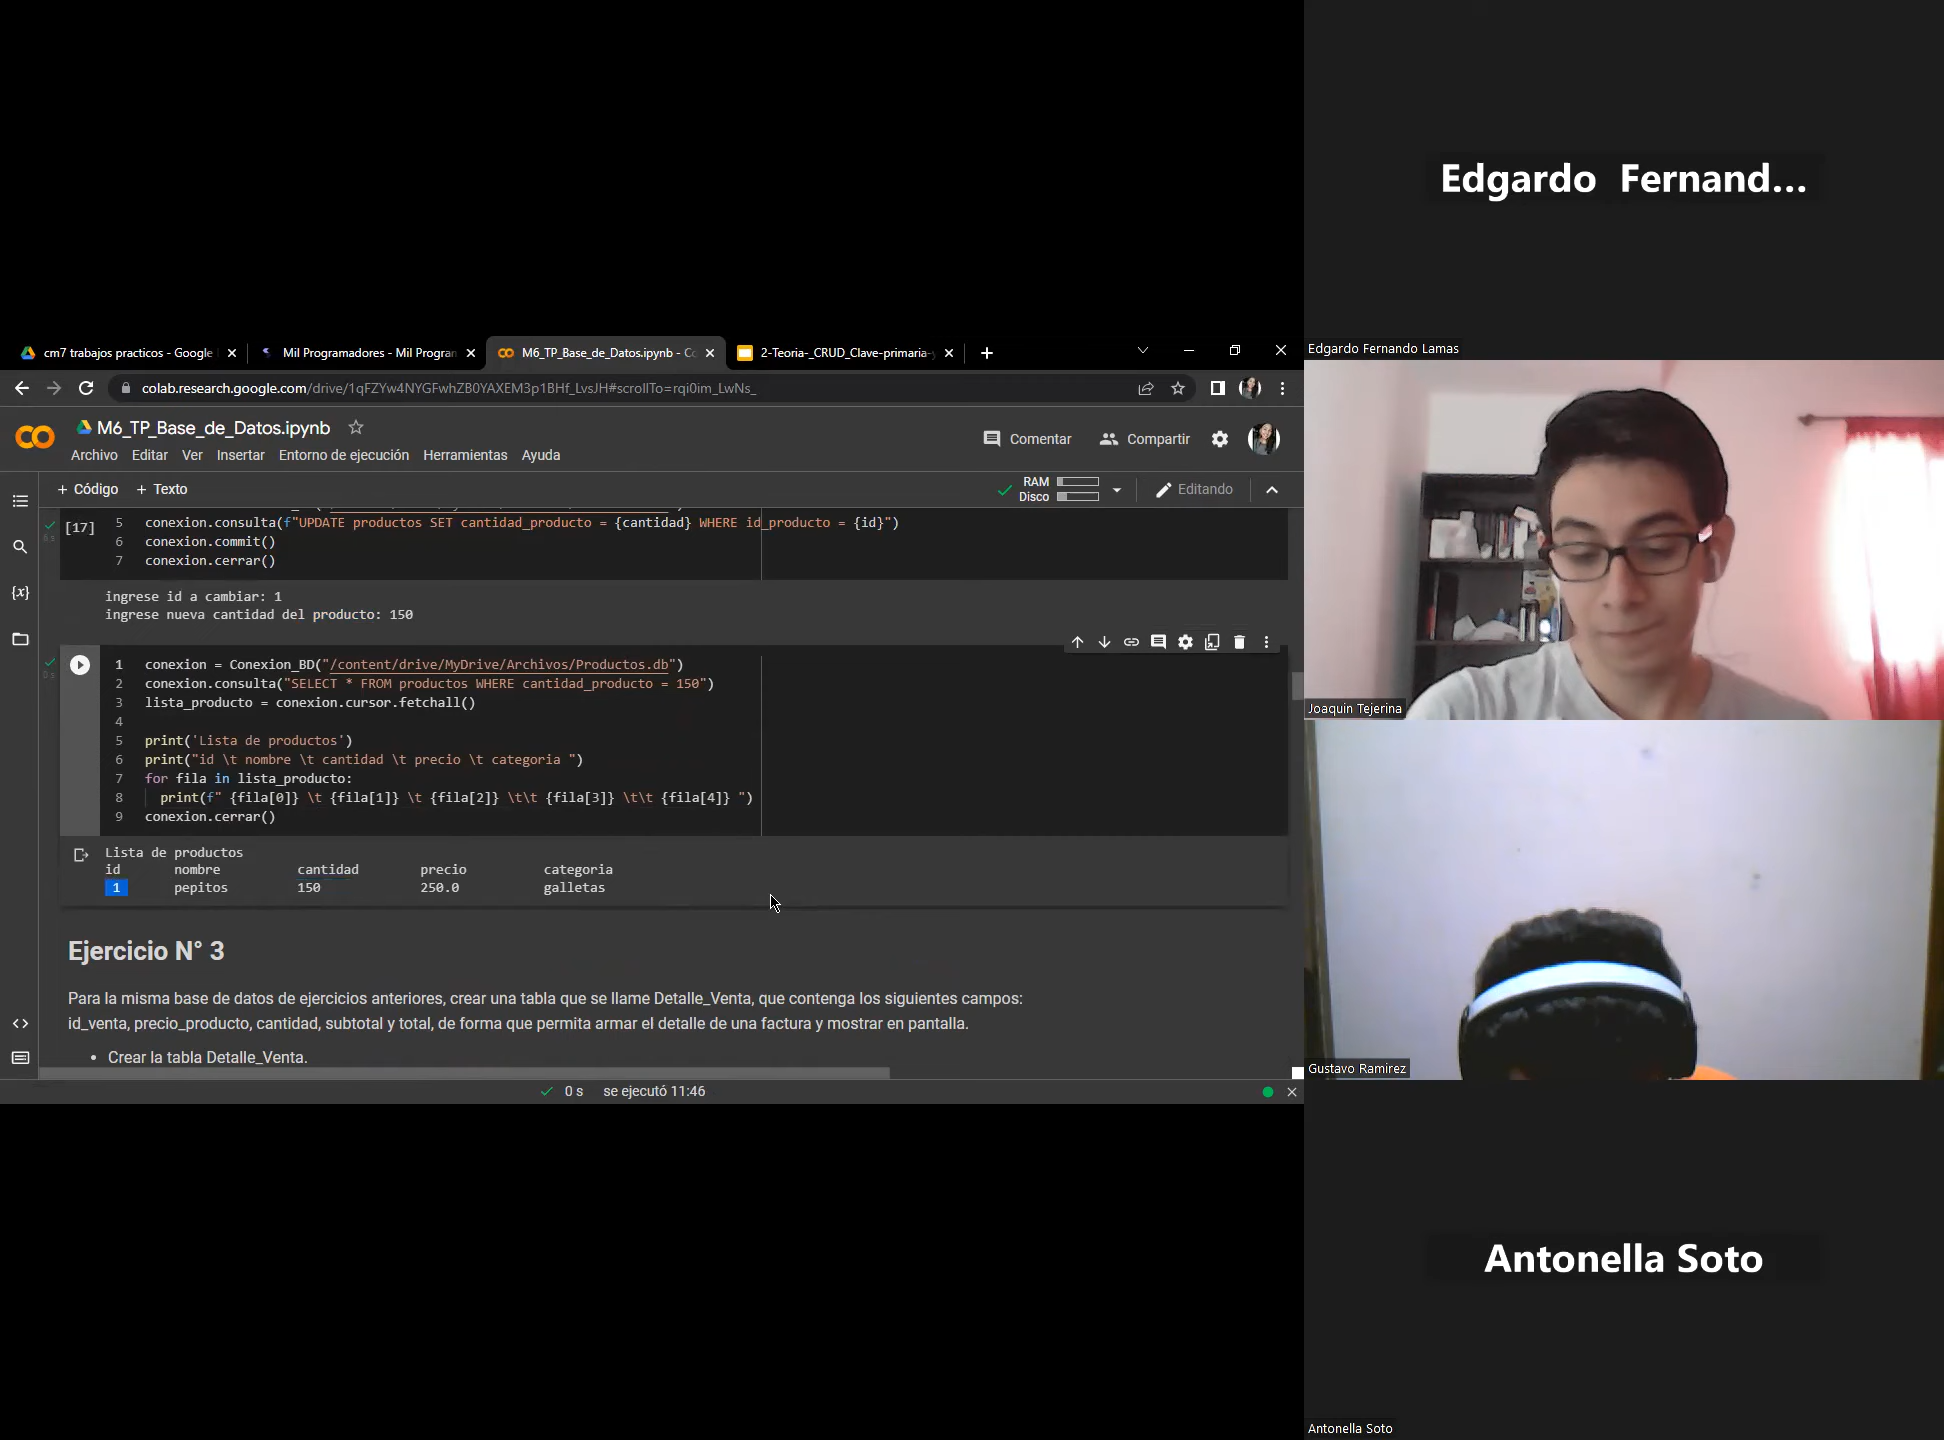 cm7 trabajos practicos - Google
Mil Programadores - Mil Program
M6_TP_Base_de_Datos.ipynb - Co
2-Teoria-_CRUD_Clave-primaria-
colab.research.google.com/drive/1qFZYw4NYGFwhZB0YAXEM3p1BHf_LvsJH#scrollTo=rqi0im_LwNs_
M6_TP_Base_de_Datos.ipynb
Archivo Editar Ver Insertar Entorno de ejecución Herramientas Ayuda
Comentar Compartir
+ Código + Texto
RAM
Disco
Editando
[17]
5 conexion.consulta(f"UPDATE productos SET cantidad_producto = {cantidad} WHERE id_producto = {id}")
6 conexion.commit()
7 conexion.cerrar()
ingrese id a cambiar: 1
ingrese nueva cantidad del producto: 150
1 conexion = Conexion_BD("/content/drive/MyDrive/Archivos/Productos.db")
2 conexion.consulta("SELECT * FROM productos WHERE cantidad_producto = 150")
3 lista_producto = conexion.cursor.fetchall()
4
5 print('Lista de productos')
6 print("id \t nombre \t cantidad \t precio \t categoria ")
7 for fila in lista_producto:
8 print(f" {fila[0]} \t {fila[1]} \t {fila[2]} \t\t {fila[3]} \t\t {fila[4]} ")
9 conexion.cerrar()
Lista de productos
id nombre cantidad precio categoria
1 pepitos 150 250.0 galletas
Ejercicio N° 3
Para la misma base de datos de ejercicios anteriores, crear una tabla que se llame Detalle_Venta, que contenga los siguientes campos:
id_venta, precio_producto, cantidad, subtotal y total, de forma que permita armar el detalle de una factura y mostrar en pantalla.
• Crear la tabla Detalle_Venta.
0 s se ejecutó 11:46
Edgardo Fernand...
Edgardo Fernando Lamas
Joaquin Tejerina
Gustavo Ramirez
Antonella Soto
Antonella Soto